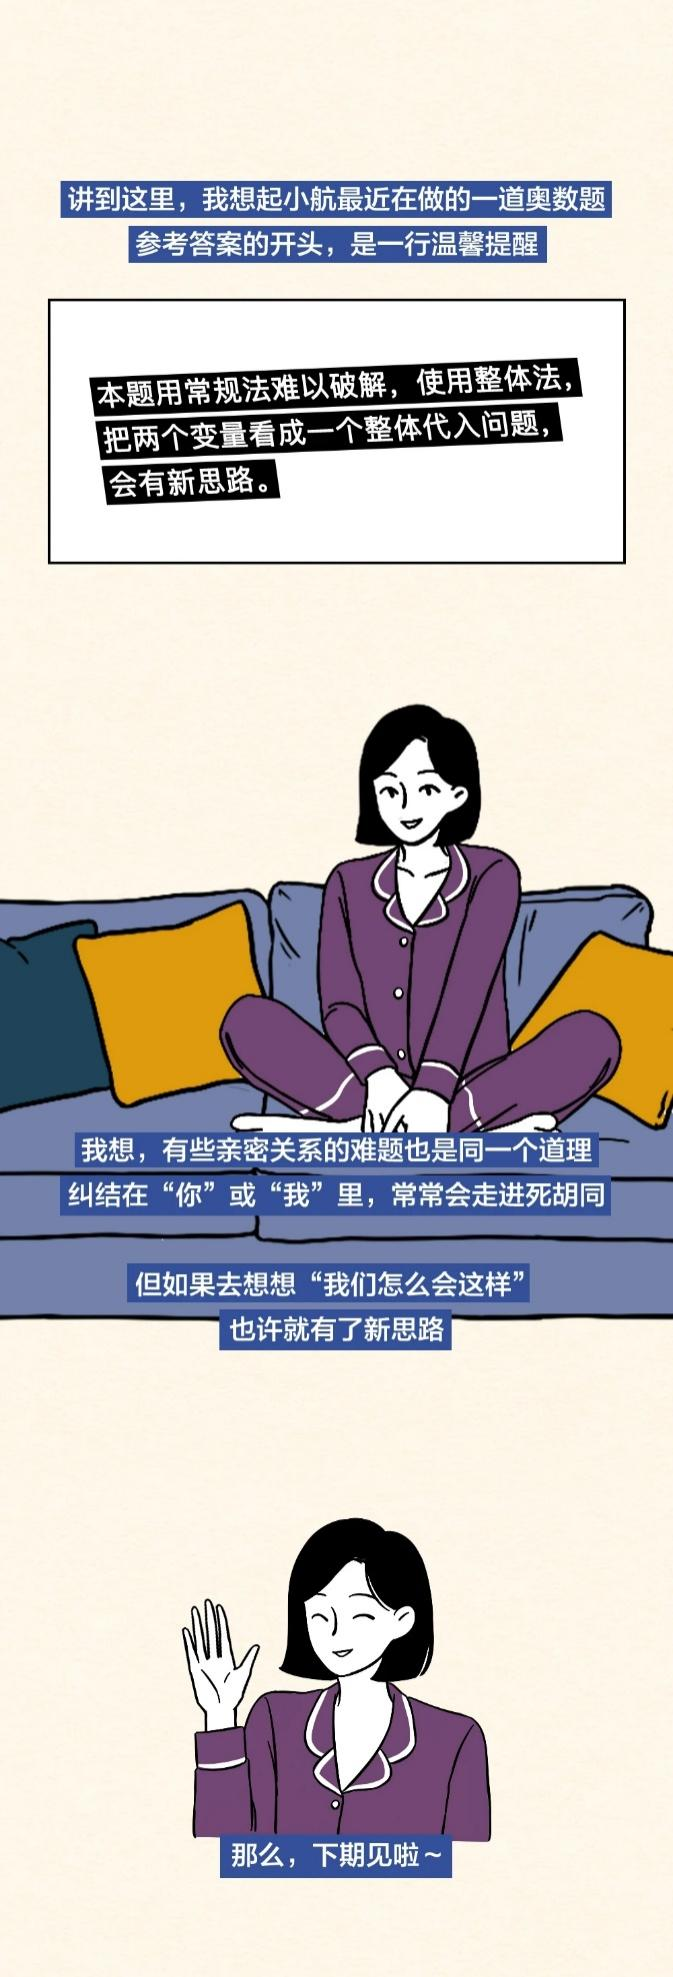 讲到这里，我想起小航最近在做的一道奥数题
参考答案的开头，是一行温馨提醒
本题用常规法难以破解，使用整体法，
把两个变量看成一个整体代入问题，
会有新思路。
我想，有些亲密关系的难题也是同一个道理
纠结在“你”或“我”里，常常会走进死胡同
但如果去想想“我们怎么会这样”
也许就有了新思路
那么，下期见啦～